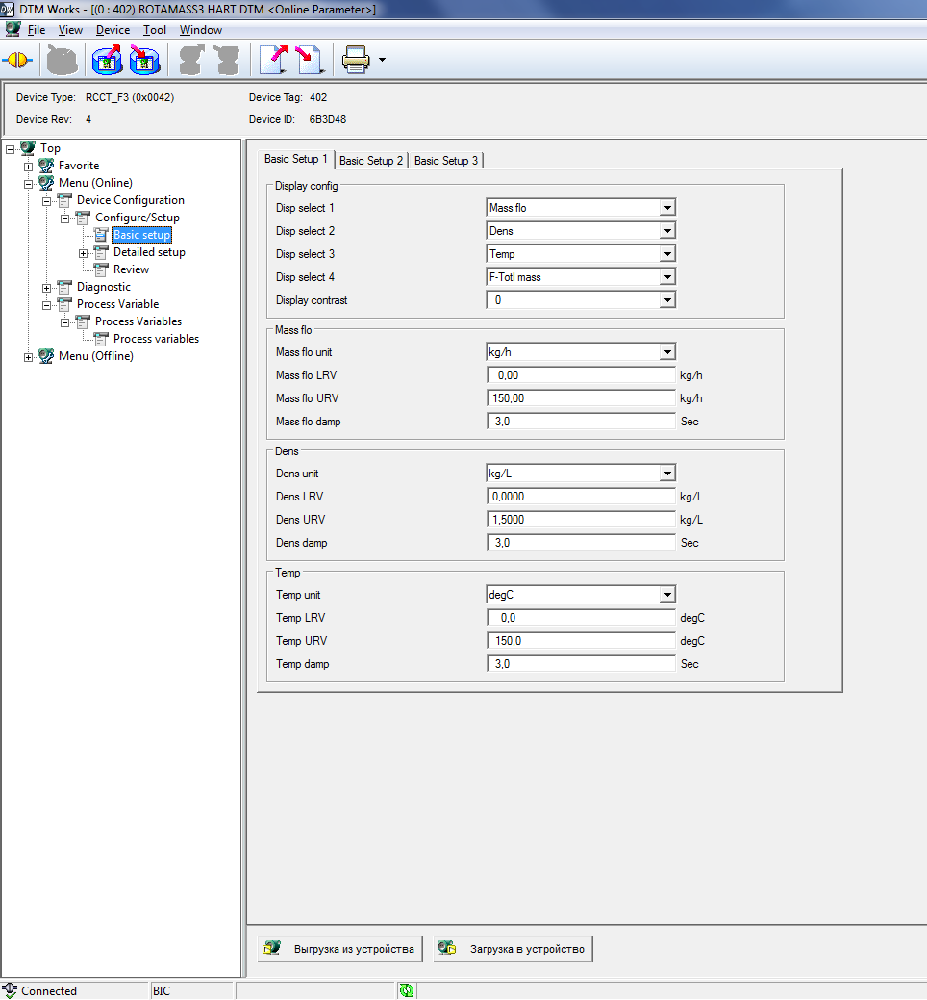 DTM Works - [(0 : 402) ROTAMASS3 HART DTM <Online Parameter>]
File View Device Tool Window
Device Type: RCCT_F3 (0x0042) Device Tag: 402
Device Rev: 4 Device ID: 6B3D48
Top
Favorite
Menu (Online)
Device Configuration
Configure/Setup
Basic setup
Detailed setup
Review
Diagnostic
Process Variable
Process Variables
Process variables
Menu (Offline)
Basic Setup 1 Basic Setup 2 Basic Setup 3
Display config
Disp select 1 Mass flo
Disp select 2 Dens
Disp select 3 Temp
Disp select 4 F-Totl mass
Display contrast 0
Mass flo
Mass flo unit kg/h
Mass flo LRV 0,00 kg/h
Mass flo URV 150,00 kg/h
Mass flo damp 3,0 Sec
Dens
Dens unit kg/L
Dens LRV 0,0000 kg/L
Dens URV 1,5000 kg/L
Dens damp 3,0 Sec
Temp
Temp unit degC
Temp LRV 0,0 degC
Temp URV 150,0 degC
Temp damp 3,0 Sec
Выгрузка из устройства Загрузка в устройство
Connected BIC